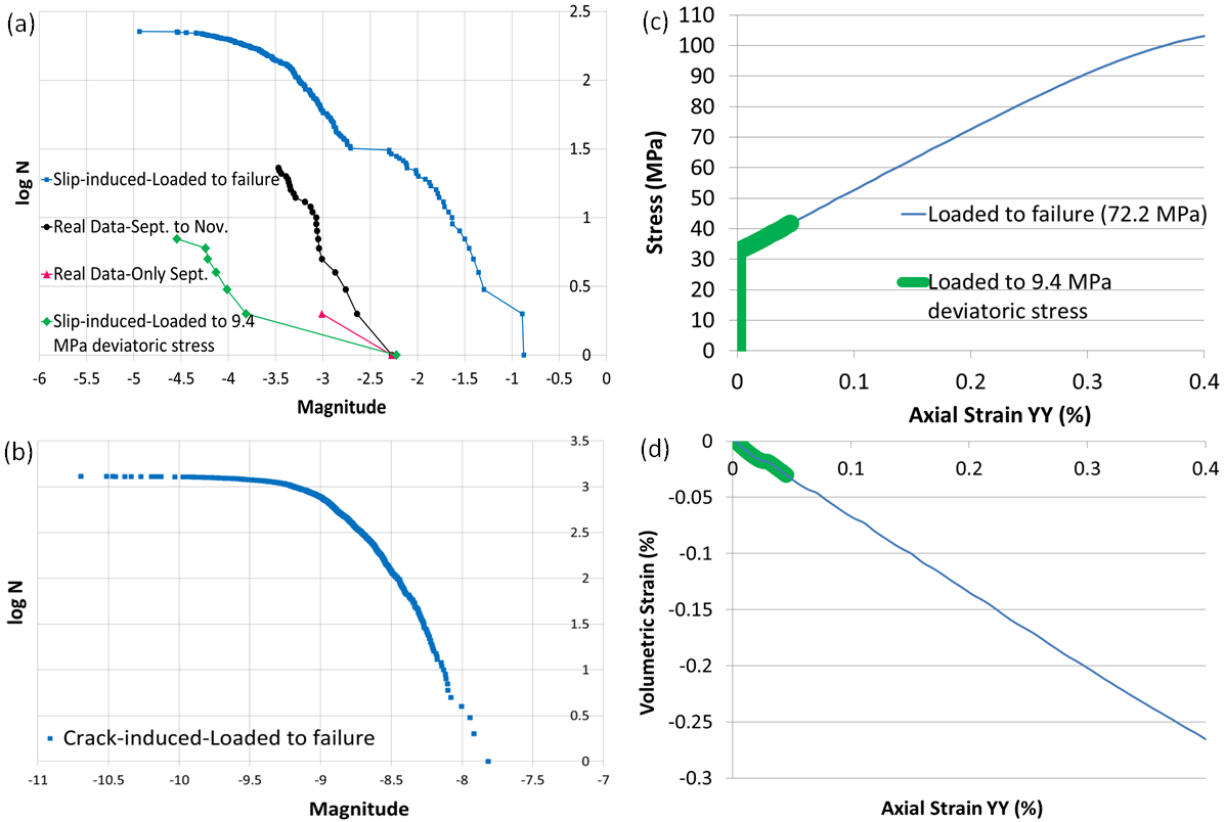 (a)
2.5
2
1.5
1
0.5
0
log N
Slip-induced-Loaded to failure
Real Data-Sept. to Nov.
Real Data-Only Sept.
Slip-induced-Loaded to 9.4
MPa deviatoric stress
-6 -5.5 -5 -4.5 -4 -3.5 -3 -2.5 -2 -1.5 -1 -0.5 0
Magnitude
(b)
3.5
3
2.5
2
1.5
1
0.5
0
log N
Crack-induced-Loaded to failure
-11 -10.5 -10 -9.5 -9 -8.5 -8 -7.5 -7
Magnitude
(c)
110
100
90
80
70
60
50
40
30
20
10
0
Stress (MPa)
Loaded to failure (72.2 MPa)
Loaded to 9.4 MPa
deviatoric stress
0 0.1 0.2 0.3 0.4
Axial Strain YY (%)
(d)
0
-0.05
-0.1
-0.15
-0.2
-0.25
-0.3
Volumetric Strain (%)
0 0.1 0.2 0.3 0.4
Axial Strain YY (%)